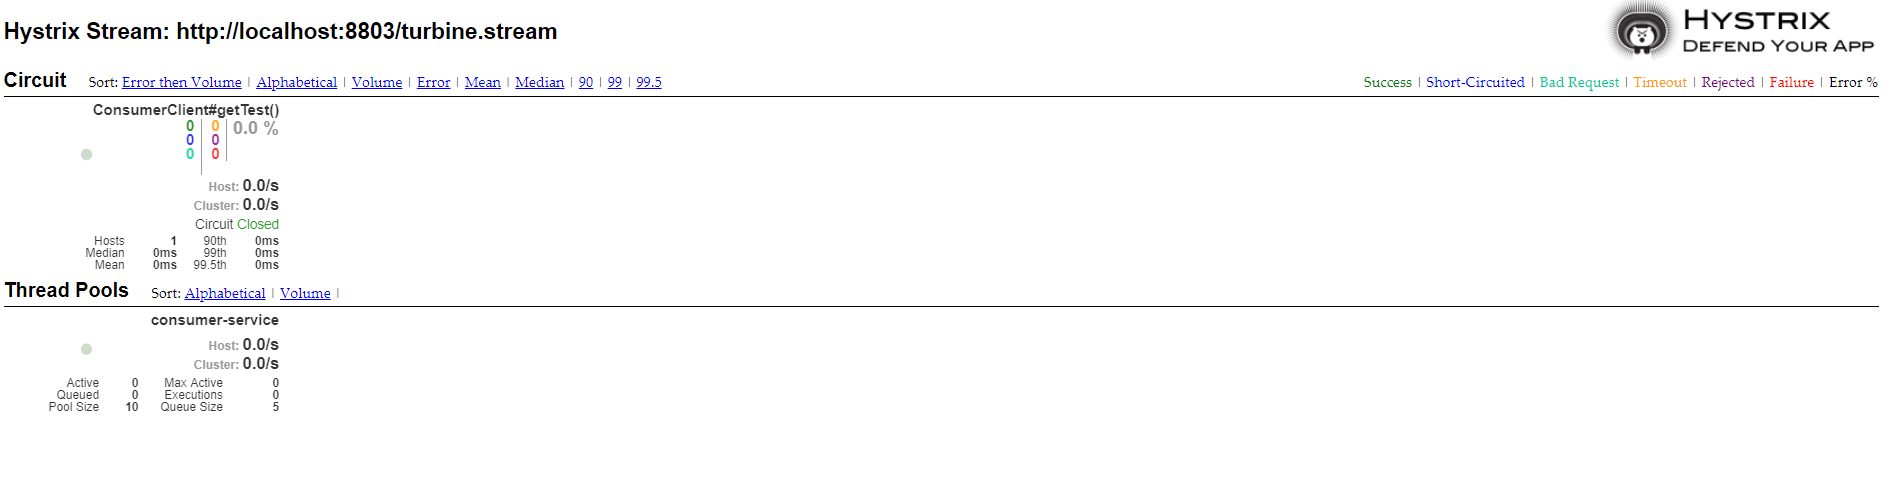 Hystrix Stream: http://localhost:8803/turbine.stream
HYSTRIX
DEFEND YOUR APP
Circuit Sort: Error then Volume | Alphabetical | Volume | Error | Mean | Median | 90 | 99 | 99.5
Success | Short-Circuited | Bad Request | Timeout | Rejected | Failure | Error %
ConsumerClient#getTest()
0 0 0.0 %
0 0
0 0
Host: 0.0/s
Cluster: 0.0/s
Circuit Closed
Hosts 1 90th 0ms
Median 0ms 99th 0ms
Mean 0ms 99.5th 0ms
Thread Pools Sort: Alphabetical | Volume |
consumer-service
Host: 0.0/s
Cluster: 0.0/s
Active 0 Max Active 0
Queued 0 Executions 0
Pool Size 10 Queue Size 5